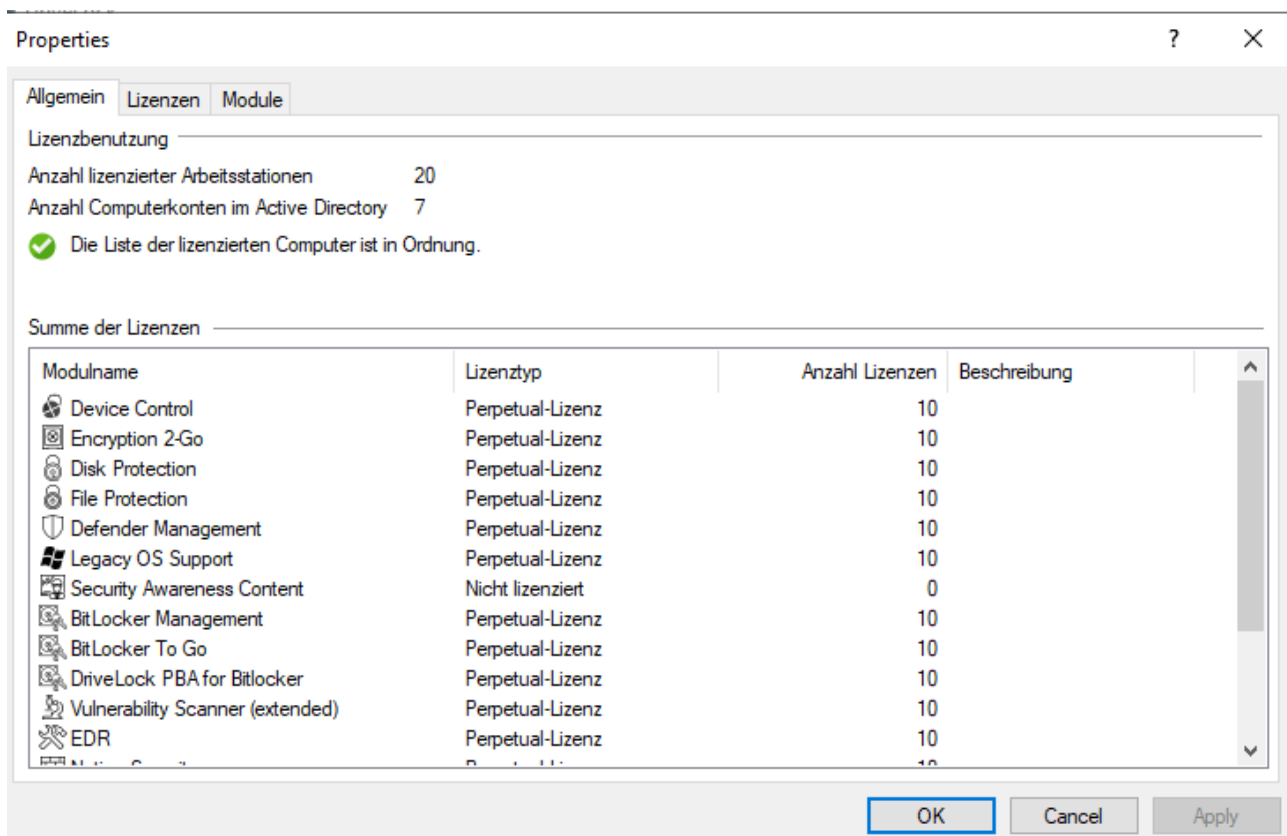 Properties
?
Allgemein Lizenzen Module
Lizenzbenutzung
Anzahl lizenzierter Arbeitsstationen 20
Anzahl Computerkonten im Active Directory 7
Die Liste der lizenzierten Computer ist in Ordnung.
Summe der Lizenzen
Modulname Lizenztyp Anzahl Lizenzen Beschreibung
Device Control Perpetual-Lizenz 10
Encryption 2-Go Perpetual-Lizenz 10
Disk Protection Perpetual-Lizenz 10
File Protection Perpetual-Lizenz 10
Defender Management Perpetual-Lizenz 10
Legacy OS Support Perpetual-Lizenz 10
Security Awareness Content Nicht lizenziert 0
BitLocker Management Perpetual-Lizenz 10
BitLocker To Go Perpetual-Lizenz 10
DriveLock PBA for Bitlocker Perpetual-Lizenz 10
Vulnerability Scanner (extended) Perpetual-Lizenz 10
EDR Perpetual-Lizenz 10
OK Cancel Apply